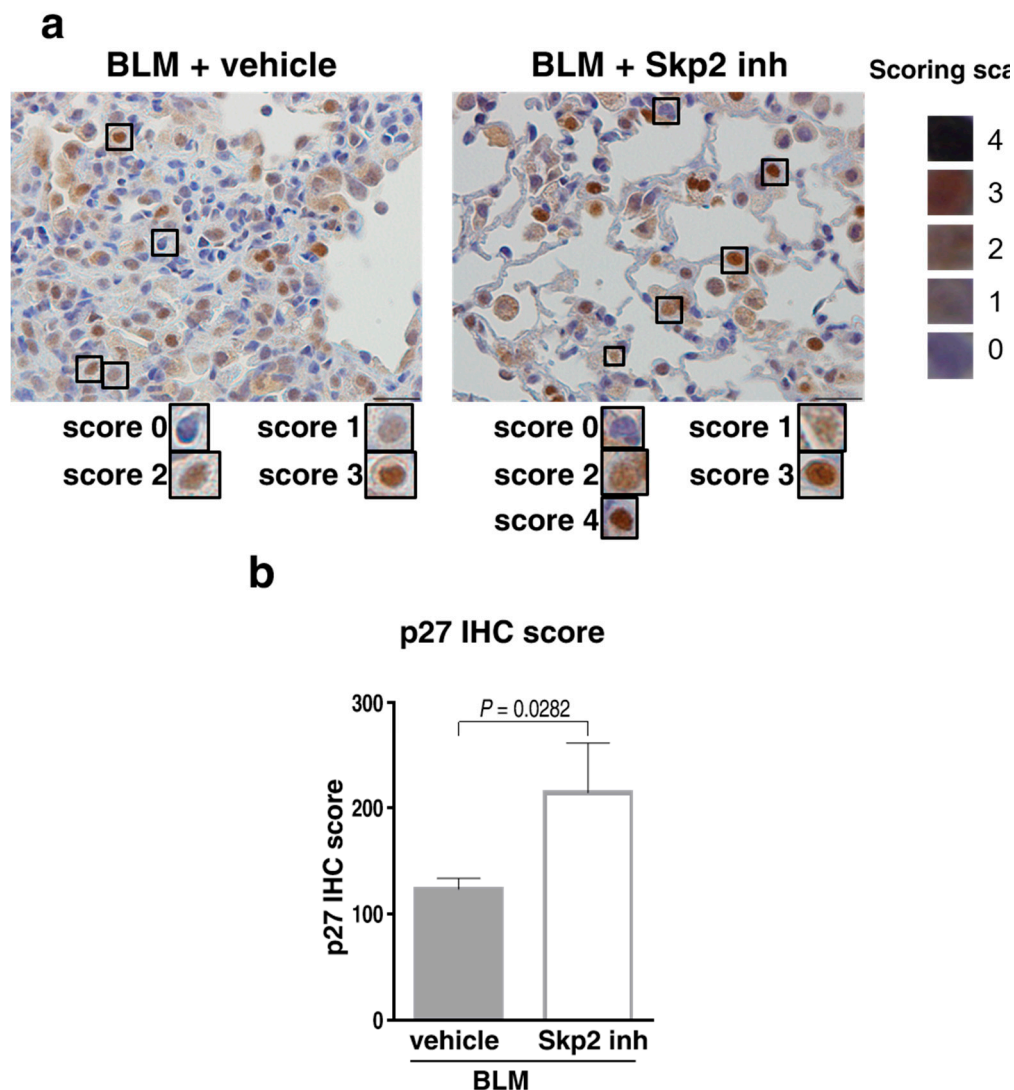 a
BLM + vehicle
BLM + Skp2 inh
Scoring sca
4
3
2
1
0
score 0
score 1
score 2
score 3
score 0
score 1
score 2
score 3
score 4
b
p27 IHC score
P = 0.0282
300
200
100
0
p27 IHC score
vehicle
Skp2 inh
BLM